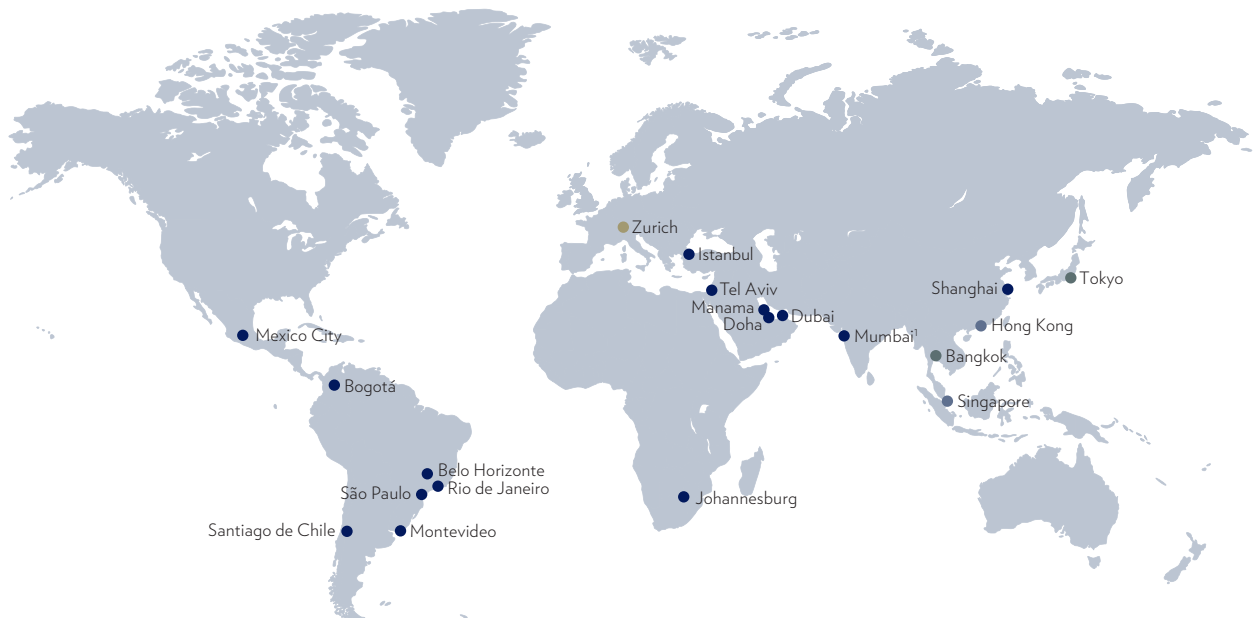 Zurich
Istanbul
Tel Aviv
Manama
Doha
Dubai
Mumbai¹
Shanghai
Tokyo
Hong Kong
Bangkok
Singapore
Mexico City
Bogotá
Belo Horizonte
Rio de Janeiro
São Paulo
Santiago de Chile
Montevideo
Johannesburg